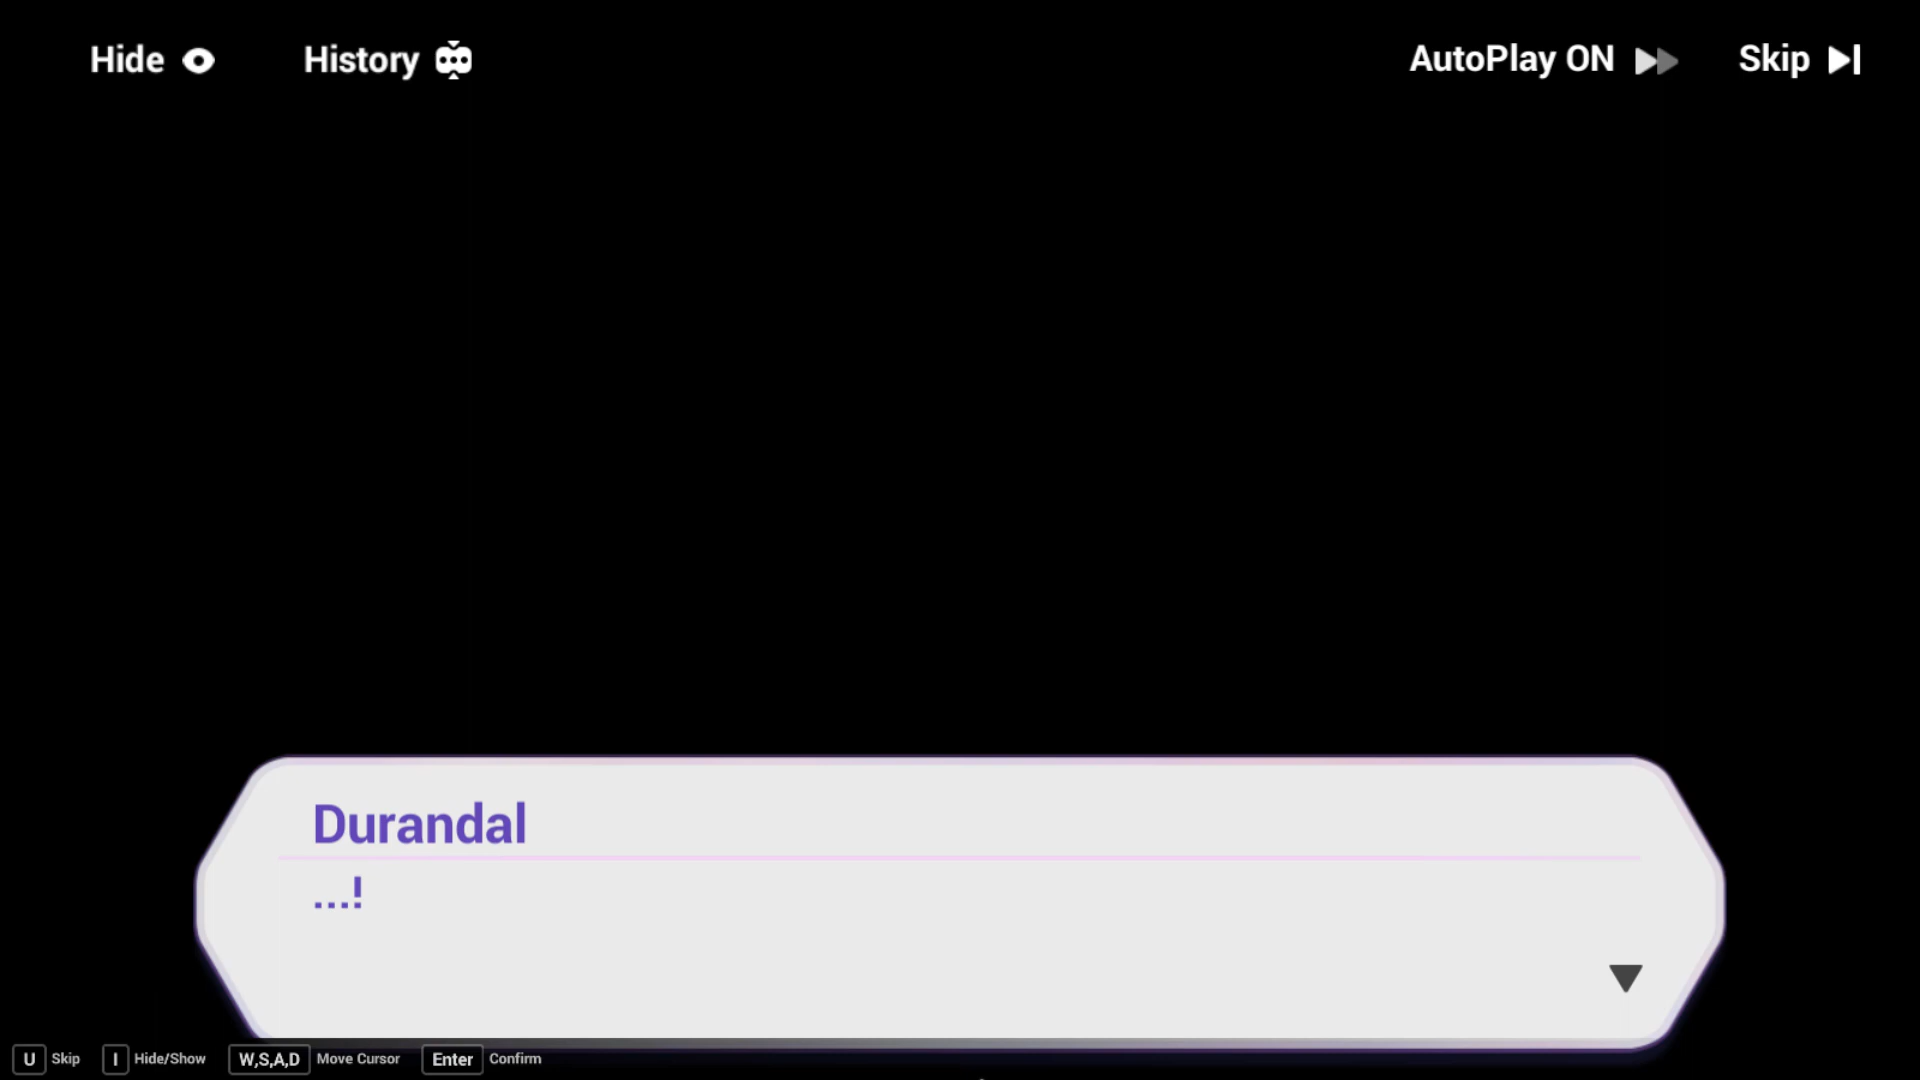 Hide
History
AutoPlay ON
Skip
Durandal
...!
U Skip I Hide/Show W,S,A,D Move Cursor Enter Confirm